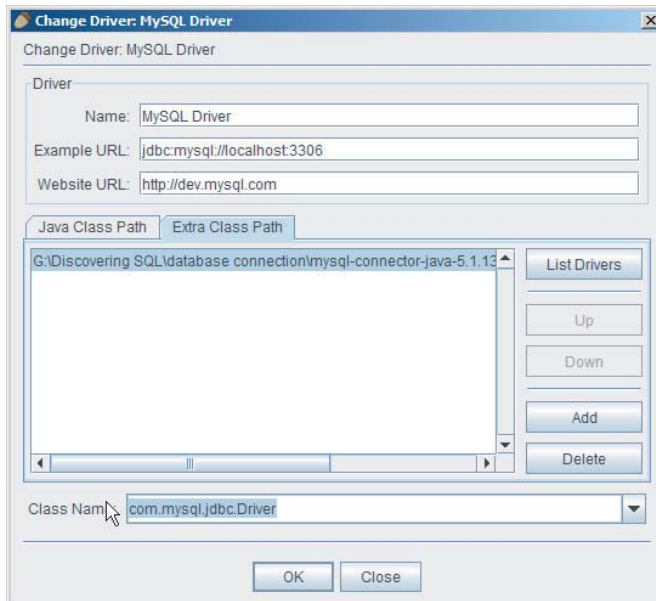 Change Driver: MySQL Driver
Change Driver: MySQL Driver
Driver
Name: MySQL Driver
Example URL: jdbc:mysql://localhost:3306
Website URL: http://dev.mysql.com
Java Class Path Extra Class Path
G:\Discovering SQL\database connection\mysql-connector-java-5.1.13
List Drivers
Up
Down
Add
Delete
Class Name: com.mysql.jdbc.Driver
OK Close